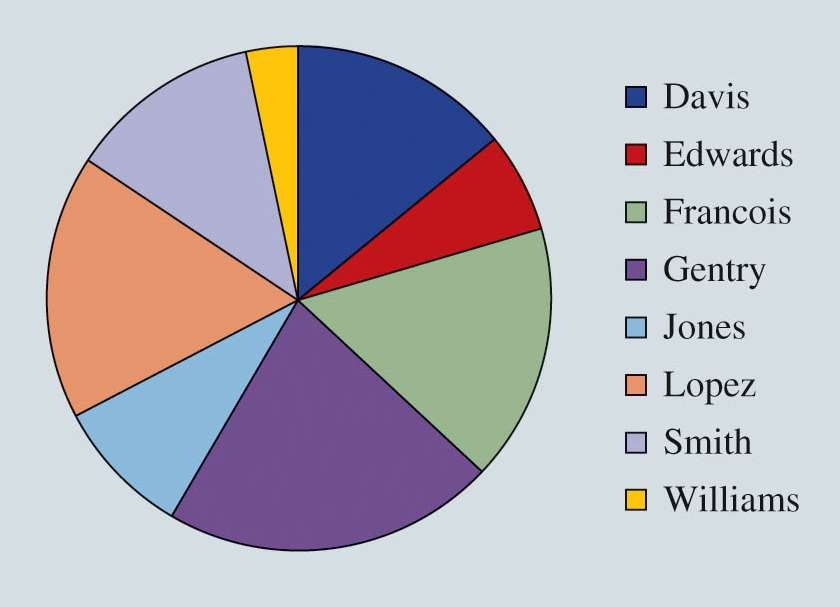 Davis
Edwards
Francois
Gentry
Jones
Lopez
Smith
Williams